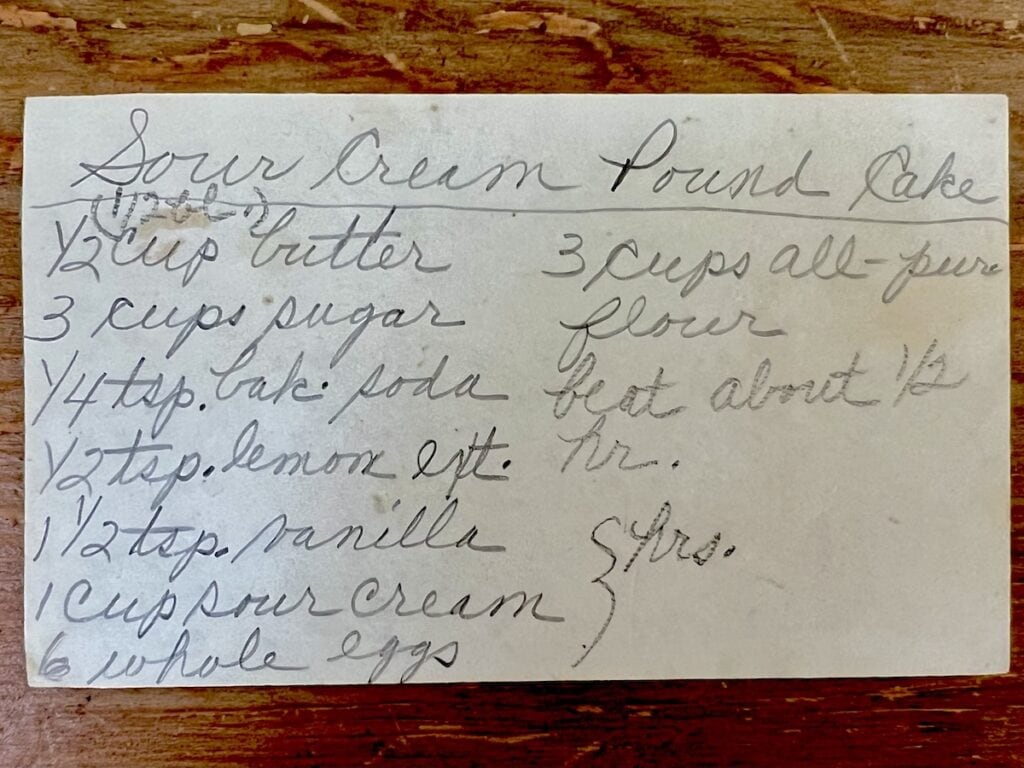 Sour Cream Pound Cake
1/2 cup butter
3 cups sugar
1/4 tsp. bak. soda
1/2 tsp. lemon ext.
1 1/2 tsp. vanilla
1 cup sour cream
6 whole eggs
3 cups all-pur.
flour
beat about 1/2
hr.
} hrs.